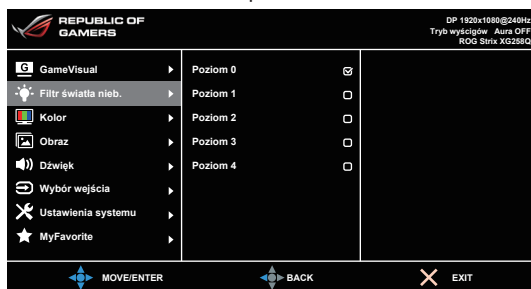 REPUBLIC OF
GAMERS
DP 1920x1080@240Hz
Tryb wyścigów Aura OFF
ROG Strix XG258Q
G GameVisual
Filtr światła nieb.
Kolor
Obraz
Dźwięk
Wybór wejścia
Ustawienia systemu
MyFavorite
Poziom 0
Poziom 1
Poziom 2
Poziom 3
Poziom 4
MOVE/ENTER
BACK
EXIT